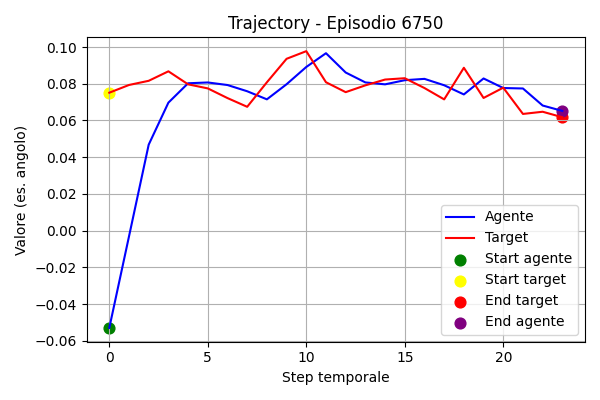 Trajectory - Episodio 6750
Valore (es. angolo)
0.10
0.08
0.06
0.04
0.02
0.00
−0.02
−0.04
−0.06
0
5
10
15
20
Step temporale
Agente
Target
Start agente
Start target
End target
End agente